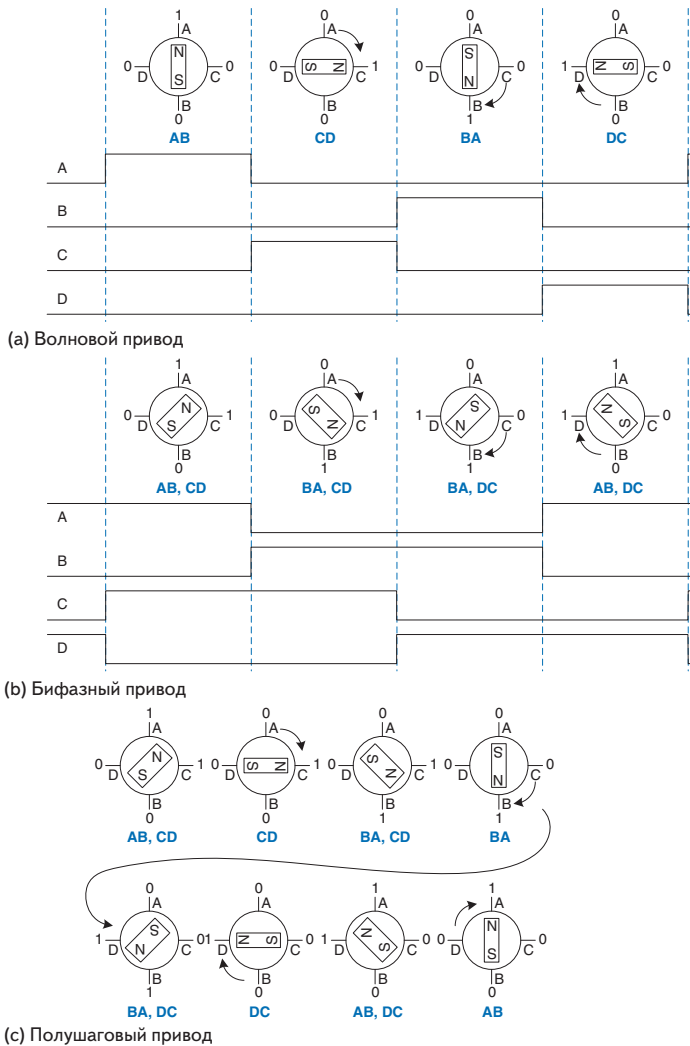 1 0 0 0
A A A A
N S
0 D C 0 0 D S N C 1 0 D C 0 1 D N S C 0
S N
B B B B
0 0 1 0
AB CD BA DC
A
B
C
D
(a) Волновой привод
1 0 0 1
A A A A
N S S N
0 D C 1 0 D C 1 1 D C 0 1 D C 0
S N N S
B B B B
0 1 1 0
AB, CD BA, CD BA, DC AB, DC
A
B
C
D
(b) Бифазный привод
1 0 0 0
A A A A
N S S
0 D C 1 0 D S N C 1 0 D C 1 0 D C 0
S N N
B B B B
0 0 1 1
AB, CD CD BA, CD BA
0 0 1 1
A A A A
S N N
1 D C 0 1 D N S C 0 1 D C 0 0 D C 0
N S S
B B B B
1 0 0 0
BA, DC DC AB, DC AB
(c) Полушаговый привод